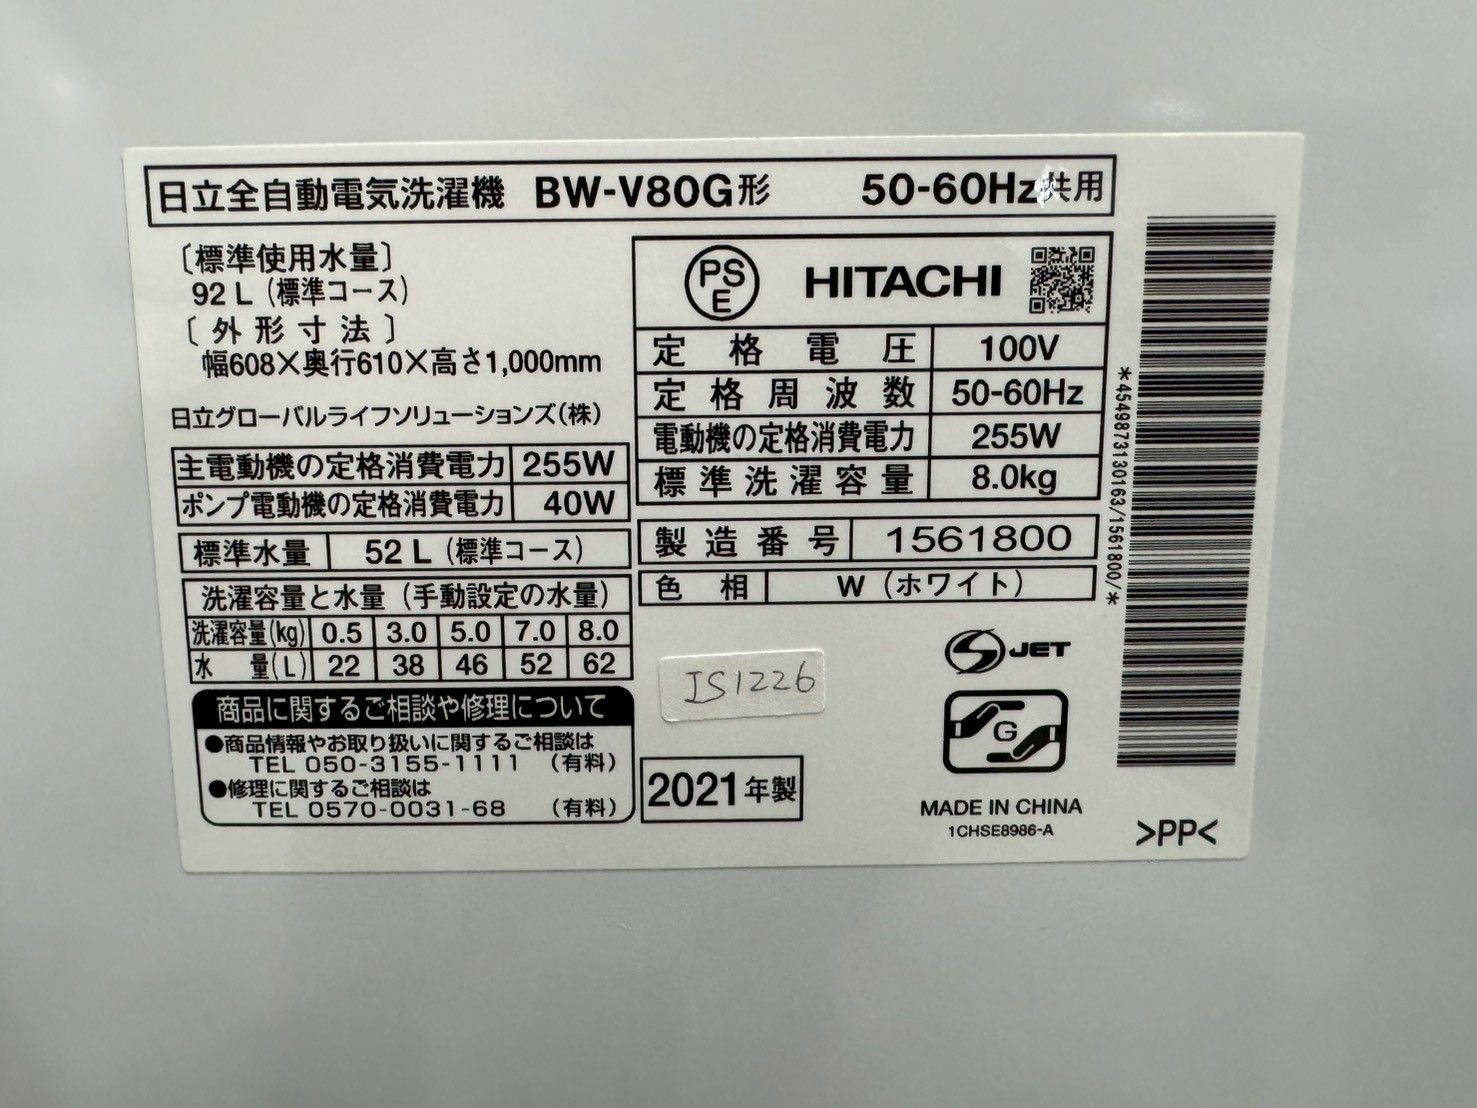 日立全自動電気洗濯機 BW-V80G形 50-60Hz共用
〔標準使用水量〕
92 L (標準コース)
〔外形寸法〕
幅608×奥行610×高さ1,000mm
日立グローバルライフソリューションズ(株)
主電動機の定格消費電力 255W
ポンプ電動機の定格消費電力 40W
標準水量 52 L (標準コース)
洗濯容量と水量 (手動設定の水量)
洗濯容量(kg) 0.5 3.0 5.0 7.0 8.0
水量(L) 22 38 46 52 62
商品に関するご相談や修理について
●商品情報やお取り扱いに関するご相談は
TEL 050-3155-1111 (有料)
●修理に関するご相談は
TEL 0570-0031-68 (有料)
PS
E
HITACHI
定格電圧 100V
定格周波数 50-60Hz
電動機の定格消費電力 255W
標準洗濯容量 8.0kg
製造番号 1561800
色相 W (ホワイト)
IS1226
2021年製
S JET
G
MADE IN CHINA
1CHSE8986-A
*4549873130163/1561800/*
>PP<